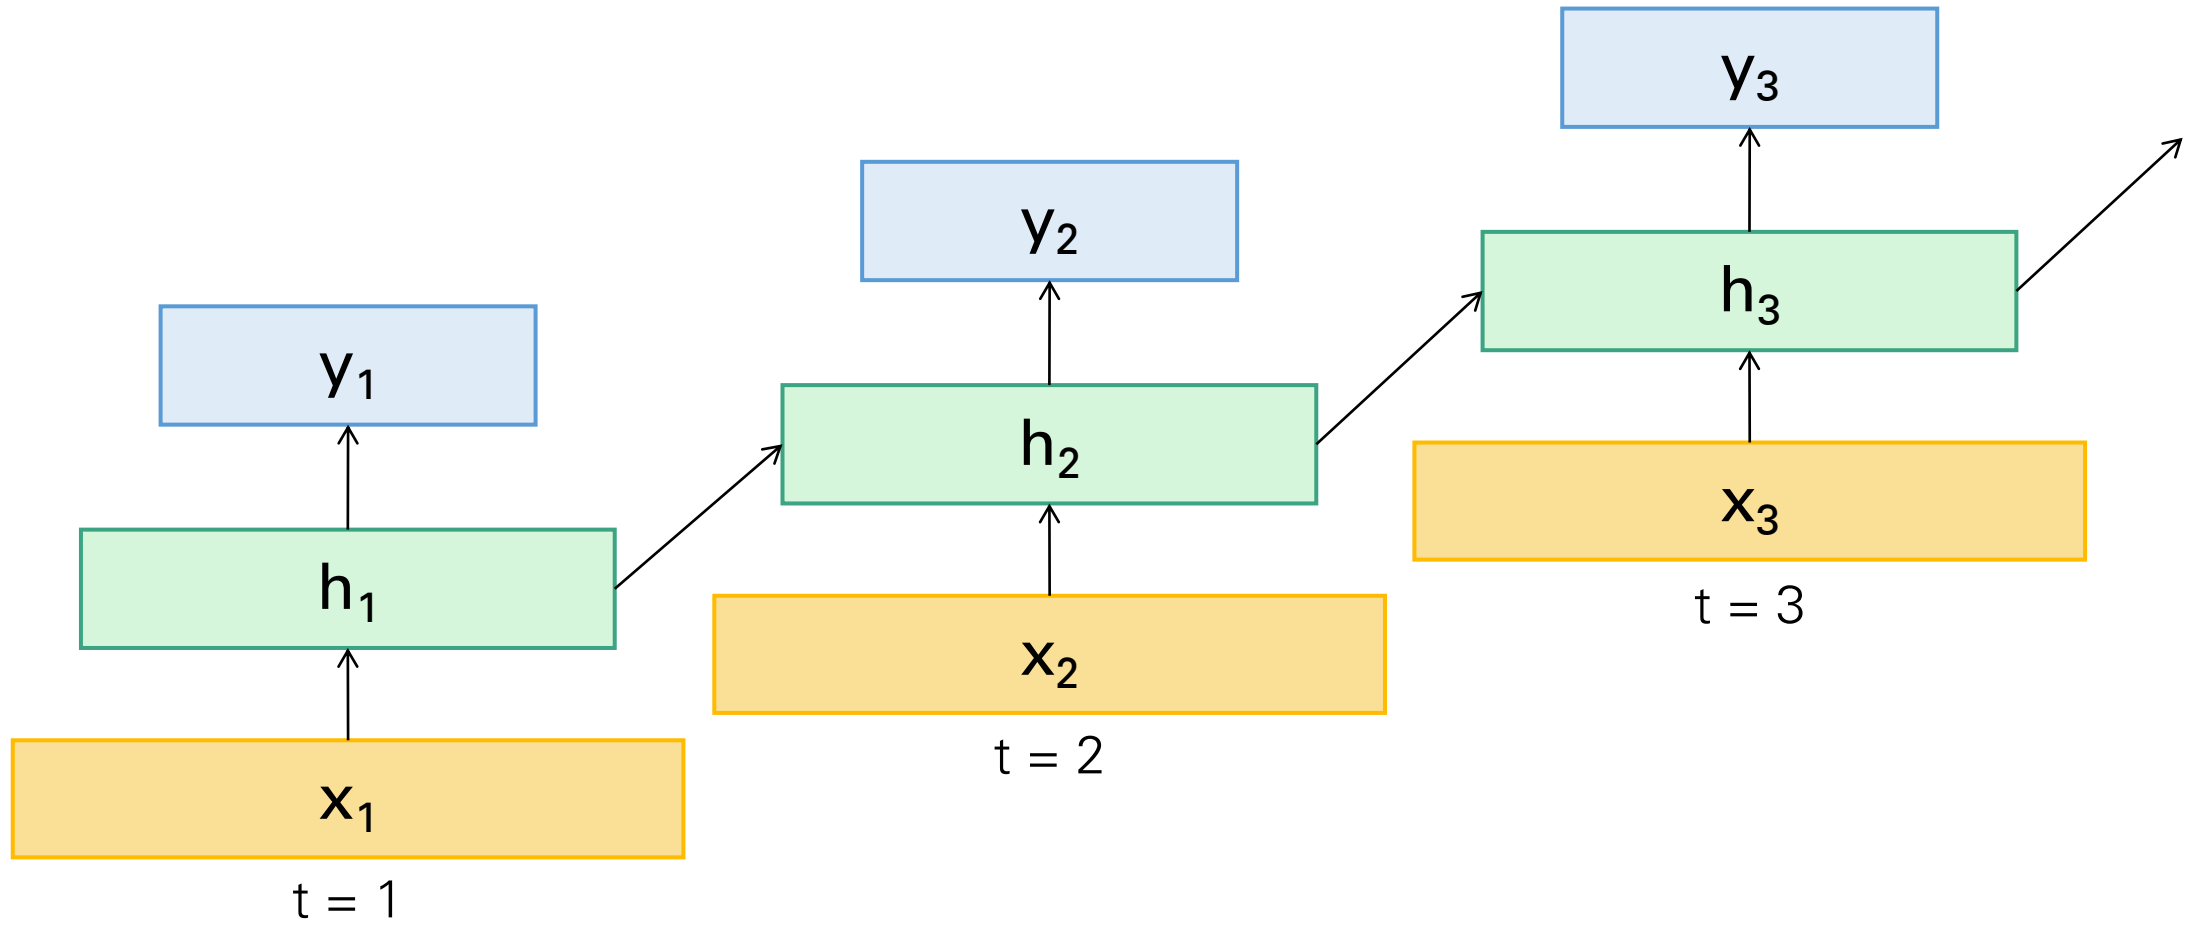 y₁
h₁
x₁
t = 1
y₂
h₂
x₂
t = 2
y₃
h₃
x₃
t = 3